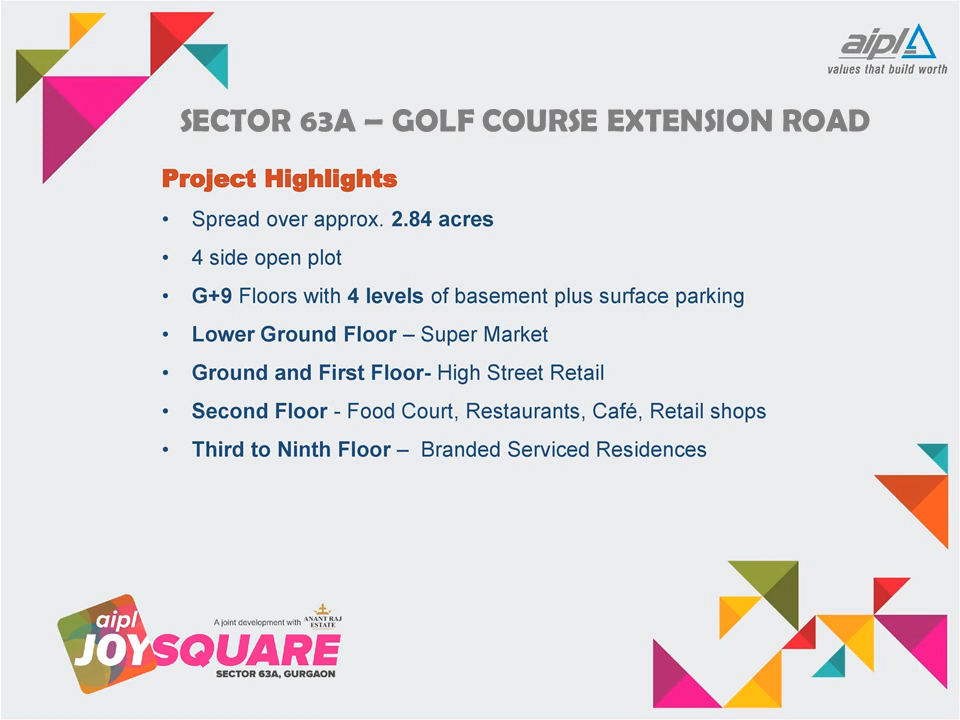 aipl
values that build worth
SECTOR 63A – GOLF COURSE EXTENSION ROAD
Project Highlights
• Spread over approx. 2.84 acres
• 4 side open plot
• G+9 Floors with 4 levels of basement plus surface parking
• Lower Ground Floor – Super Market
• Ground and First Floor- High Street Retail
• Second Floor - Food Court, Restaurants, Café, Retail shops
• Third to Ninth Floor – Branded Serviced Residences
aipl
JOYSQUARE
SECTOR 63A, GURGAON
A joint development with
ANANT RAJ
ESTATE